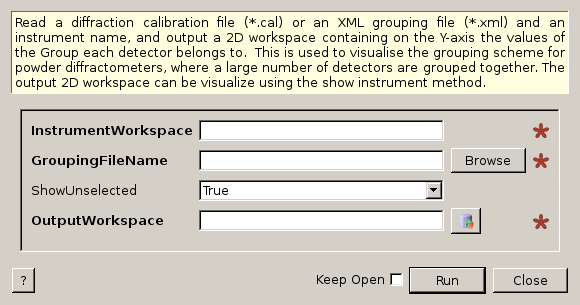 Read a diffraction calibration file (*.cal) or an XML grouping file (*.xml) and an
instrument name, and output a 2D workspace containing on the Y-axis the values of
the Group each detector belongs to. This is used to visualise the grouping scheme for
powder diffractometers, where a large number of detectors are grouped together. The
output 2D workspace can be visualize using the show instrument method.
InstrumentWorkspace
GroupingFileName Browse
ShowUnselected True
OutputWorkspace
? Keep Open Run Close